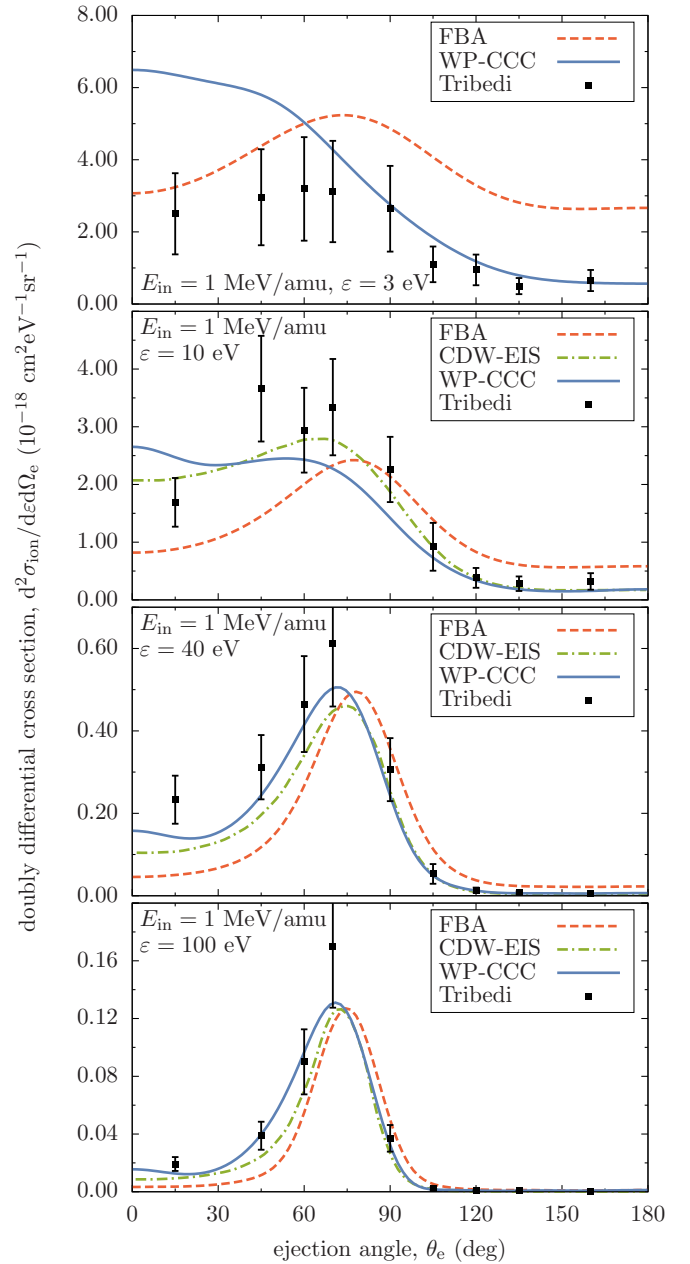 doubly differential cross section, d²σ_ion/dεdΩ_e (10⁻¹⁸ cm²eV⁻¹sr⁻¹)
8.00
6.00
4.00
2.00
0.00
FBA
WP-CCC
Tribedi
E_in = 1 MeV/amu, ε = 3 eV
4.00
3.00
2.00
1.00
0.00
E_in = 1 MeV/amu
ε = 10 eV
FBA
CDW-EIS
WP-CCC
Tribedi
0.60
0.40
0.20
0.00
E_in = 1 MeV/amu
ε = 40 eV
FBA
CDW-EIS
WP-CCC
Tribedi
0.16
0.12
0.08
0.04
0.00
E_in = 1 MeV/amu
ε = 100 eV
FBA
CDW-EIS
WP-CCC
Tribedi
0 30 60 90 120 150 180
ejection angle, θ_e (deg)